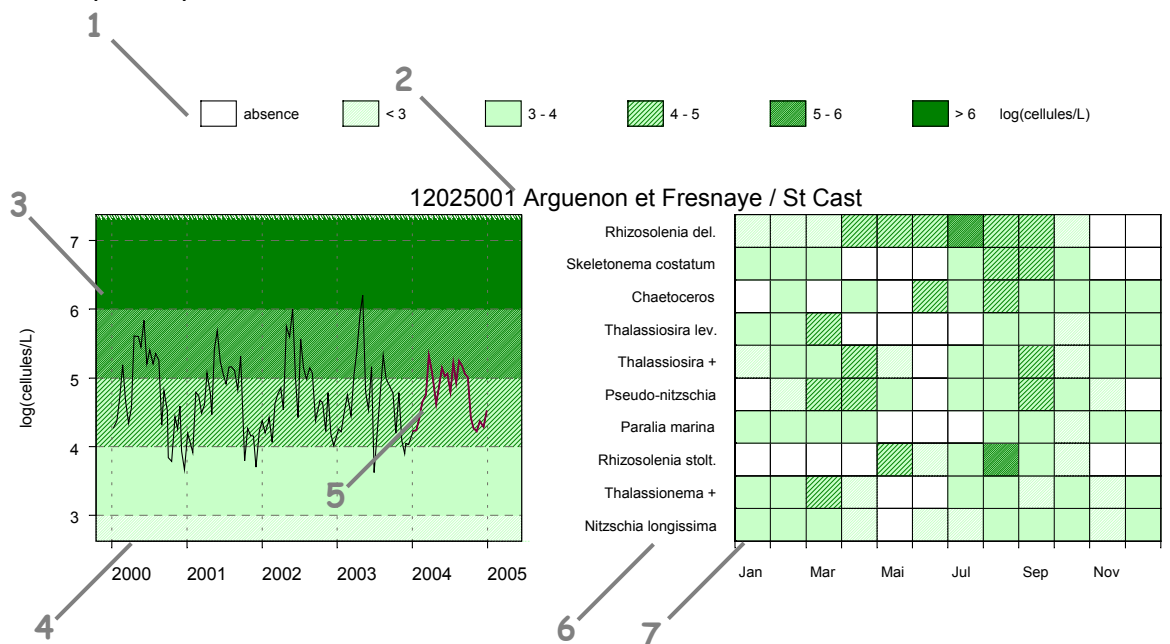 1
2
absence
< 3
3 - 4
4 - 5
5 - 6
> 6 log(cellules/L)
12025001 Arguenon et Fresnaye / St Cast
3
log(cellules/L)
7
6
5
4
3
5
2000 2001 2002 2003 2004 2005
4
Rhizosolenia del.
Skeletonema costatum
Chaetoceros
Thalassiosira lev.
Thalassiosira +
Pseudo-nitzschia
Paralia marina
Rhizosolenia stolt.
Thalassionema +
Nitzschia longissima
Jan Mar Mai Jul Sep Nov
6
7